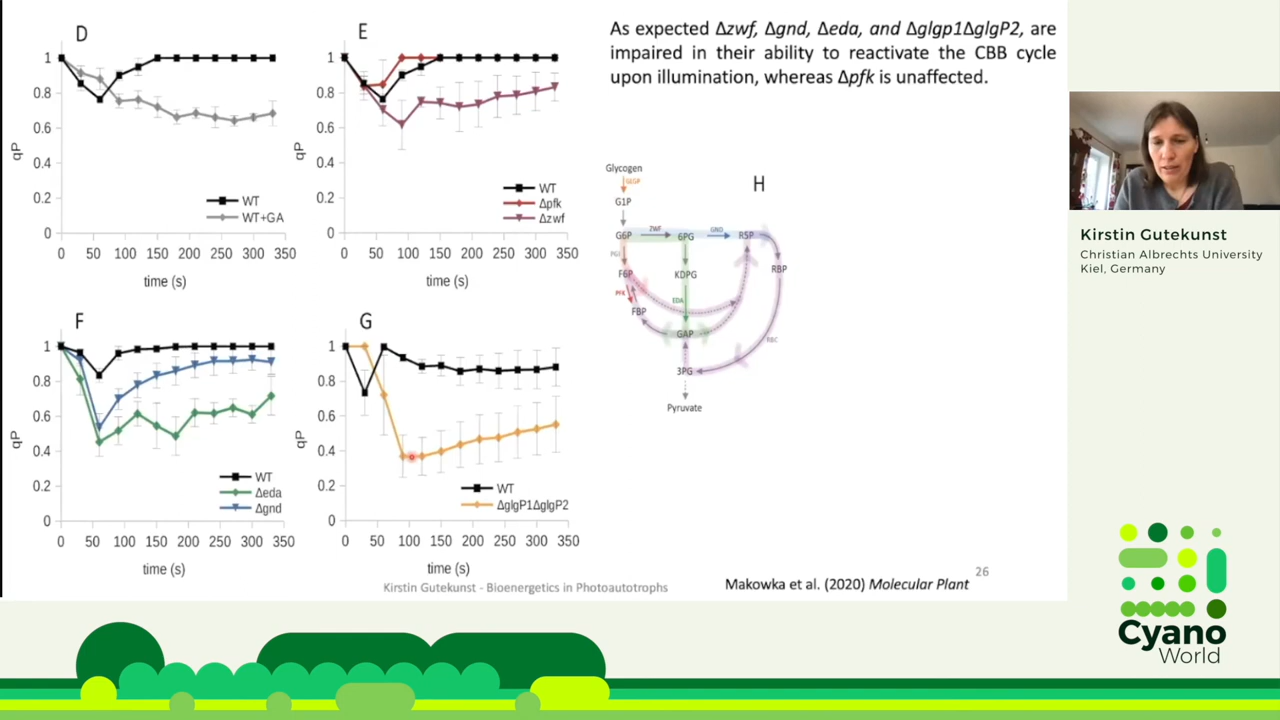 As expected Δzwf, Δgnd, Δeda, and Δglgp1ΔglgP2, are
impaired in their ability to reactivate the CBB cycle
upon illumination, whereas Δpfk is unaffected.
D
1
0.8
0.6
0.4
0.2
0
qP
0 50 100 150 200 250 300 350
time (s)
WT
WT+GA
E
1
0.8
0.6
0.4
0.2
0
qP
0 50 100 150 200 250 300 350
time (s)
WT
Δpfk
Δzwf
F
1
0.8
0.6
0.4
0.2
0
qP
0 50 100 150 200 250 300 350
time (s)
WT
Δeda
Δgnd
G
1
0.8
0.6
0.4
0.2
0
qP
0 50 100 150 200 250 300 350
time (s)
WT
ΔglgP1ΔglgP2
H
Glycogen
G1P
G6P
ZWF
6PG
GND
R5P
PGI
F6P
KDPG
RBP
PFK
EDA
FBP
GAP
RBC
3PG
Pyruvate
Kirstin Gutekunst - Bioenergetics in Photoautotrophs
Makowka et al. (2020) Molecular Plant
26
Kirstin Gutekunst
Christian Albrechts University
Kiel, Germany
Cyano
World